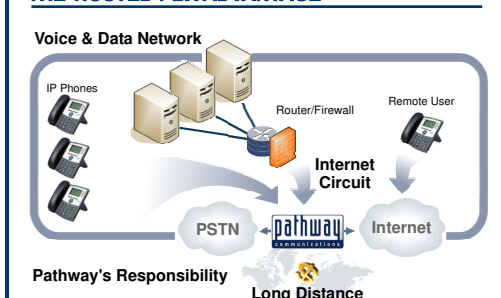 Voice & Data Network
IP Phones
Router/Firewall
Remote User
Internet
Circuit
PSTN
pathway
communications
Internet
Pathway's Responsibility
Long Distance